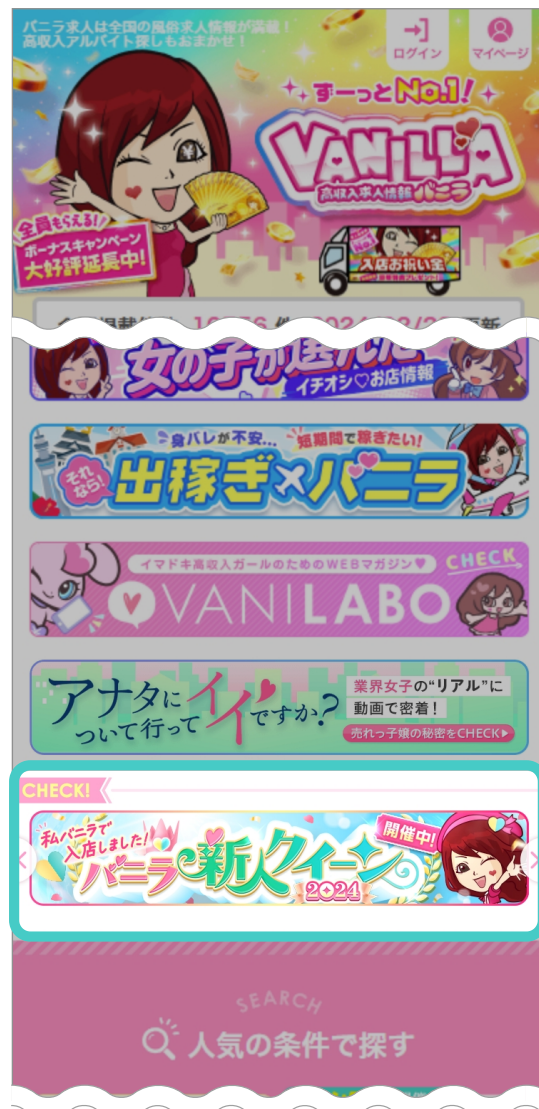 バニラ求人は全国の風俗求人情報が満載！
高収入アルバイト探しもおまかせ！
ログイン
マイページ
ずーっとNo.1!
VANILLA
高収入求人情報バニラ
全員もらえる!!
ボーナスキャンペーン
大好評延長中!
No.1
入店お祝い金
女の子が選んだ
イチオシ♡お店情報
身バレが不安... 短期間で稼ぎたい!
それなら!
出稼ぎ×バニラ
イマドキ高収入ガールのためのWEBマガジン♥
CHECK
VANILABO
アナタに
ついて行って
イイですか?
業界女子の“リアル”に
動画で密着！
売れっ子嬢の秘密をCHECK
CHECK!
私バニラで
入店しました!
開催中!
バニラ新人クイーン
2024
SEARCH
人気の条件で探す